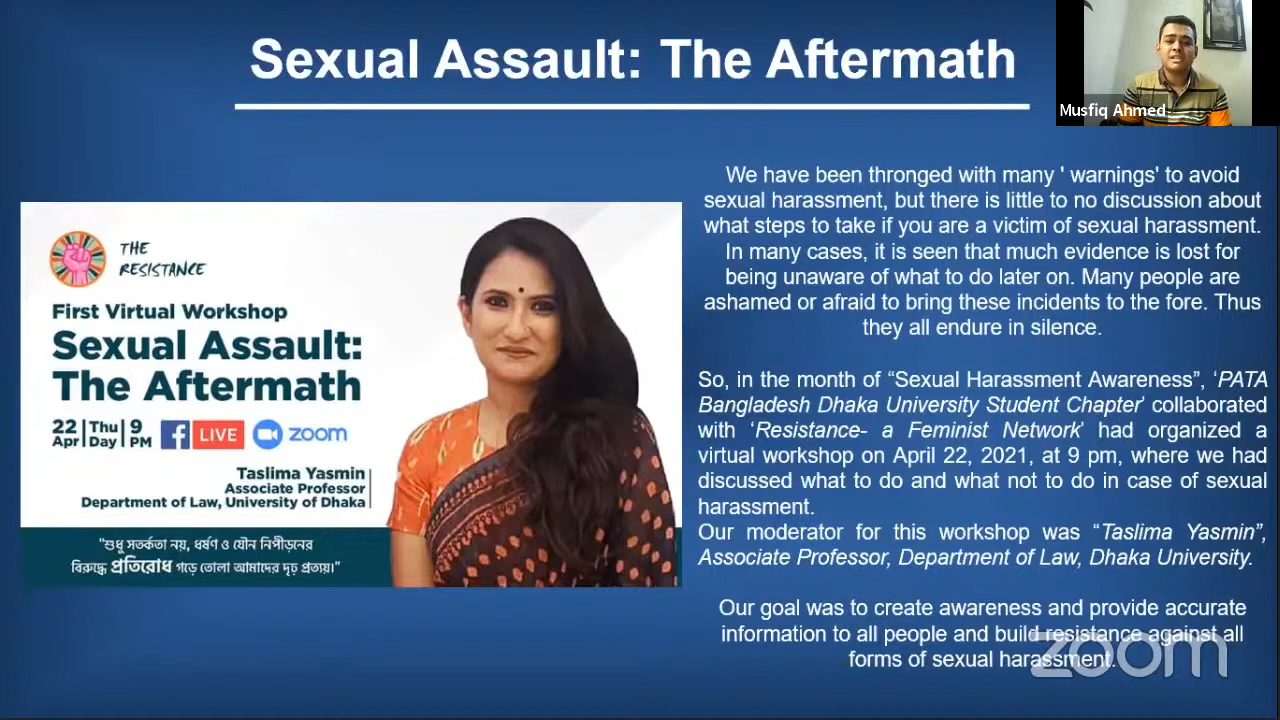 Sexual Assault: The Aftermath
Musfiq Ahmed
THE
RESISTANCE
First Virtual Workshop
Sexual Assault:
The Aftermath
22 Apr | Thu Day | 9 PM LIVE zoom
Taslima Yasmin
Associate Professor
Department of Law, University of Dhaka
"শুধু সতর্কতা নয়, ধর্ষণ ও যৌন নিপীড়নের
বিরুদ্ধে প্রতিরোধ গড়ে তোলা আমাদের দৃঢ় প্রত্যয়।"
We have been thronged with many ' warnings' to avoid
sexual harassment, but there is little to no discussion about
what steps to take if you are a victim of sexual harassment.
In many cases, it is seen that much evidence is lost for
being unaware of what to do later on. Many people are
ashamed or afraid to bring these incidents to the fore. Thus
they all endure in silence.
So, in the month of “Sexual Harassment Awareness”, ‘PATA
Bangladesh Dhaka University Student Chapter’ collaborated
with ‘Resistance- a Feminist Network’ had organized a
virtual workshop on April 22, 2021, at 9 pm, where we had
discussed what to do and what not to do in case of sexual
harassment.
Our moderator for this workshop was “Taslima Yasmin”,
Associate Professor, Department of Law, Dhaka University.
Our goal was to create awareness and provide accurate
information to all people and build resistance against all
forms of sexual harassment.
zoom